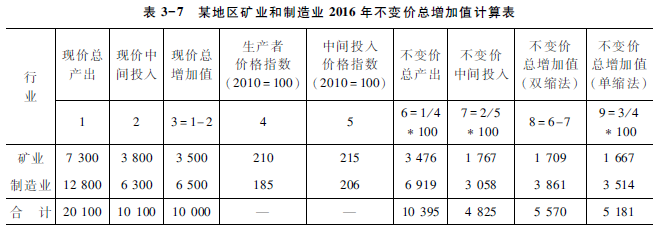 表 3-7 某地区矿业和制造业 2016 年不变价总增加值计算表
行业 现价总产出 现价中间投入 现价总增加值 生产者价格指数(2010=100) 中间投入价格指数(2010=100) 不变价总产出 不变价中间投入 不变价总增加值(双缩法) 不变价总增加值(单缩法)
1 2 3=1-2 4 5 6=1/4*100 7=2/5*100 8=6-7 9=3/4*100
矿业 7 300 3 800 3 500 210 215 3 476 1 767 1 709 1 667
制造业 12 800 6 300 6 500 185 206 6 919 3 058 3 861 3 514
合 计 20 100 10 100 10 000 — — 10 395 4 825 5 570 5 181